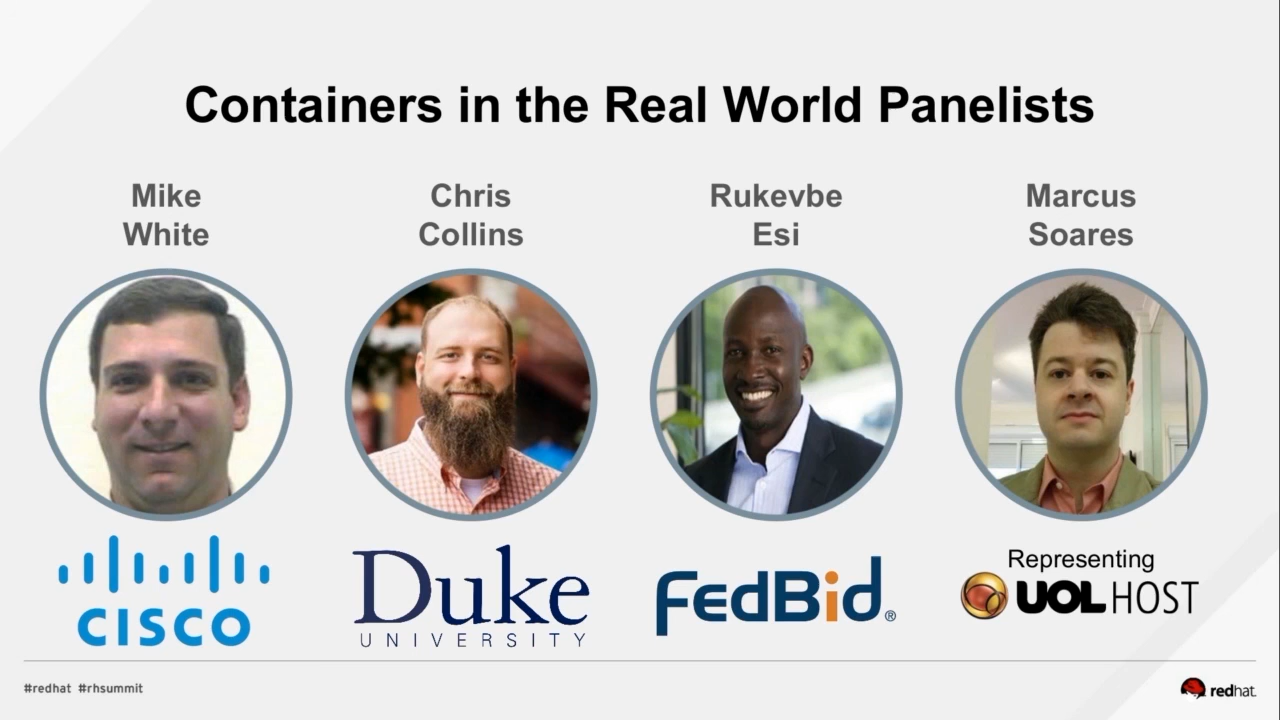 Containers in the Real World Panelists
Mike
White
Chris
Collins
Rukevbe
Esi
Marcus
Soares
CISCO
Duke
UNIVERSITY
FedBid®
Representing
UOL HOST
#redhat #rhsummit
redhat.